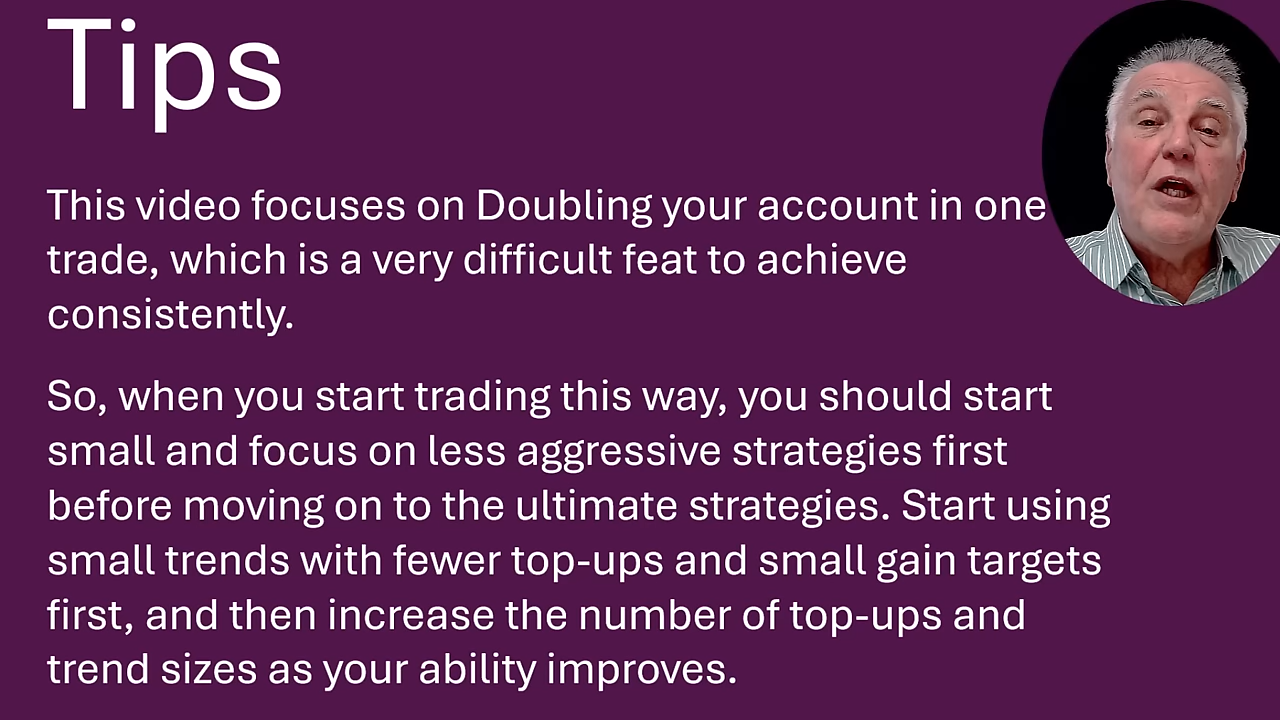 Tips
This video focuses on Doubling your account in one
trade, which is a very difficult feat to achieve
consistently.
So, when you start trading this way, you should start
small and focus on less aggressive strategies first
before moving on to the ultimate strategies. Start using
small trends with fewer top-ups and small gain targets
first, and then increase the number of top-ups and
trend sizes as your ability improves.